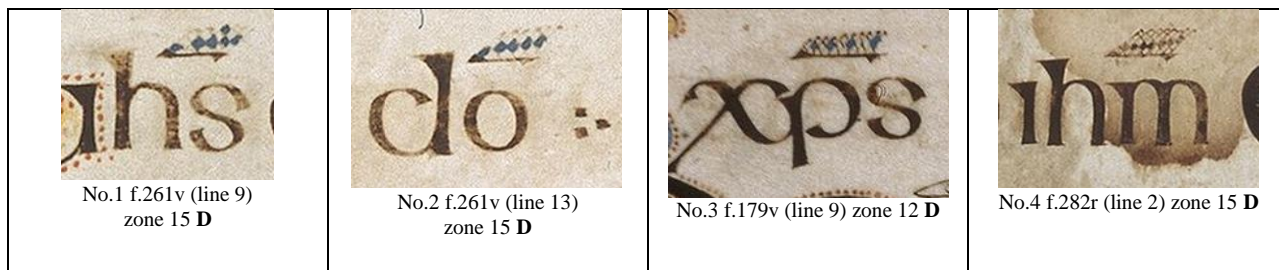 ihs
do :·
xps
ihm
No.1 f.261v (line 9)
zone 15 D
No.2 f.261v (line 13)
zone 15 D
No.3 f.179v (line 9) zone 12 D
No.4 f.282r (line 2) zone 15 D